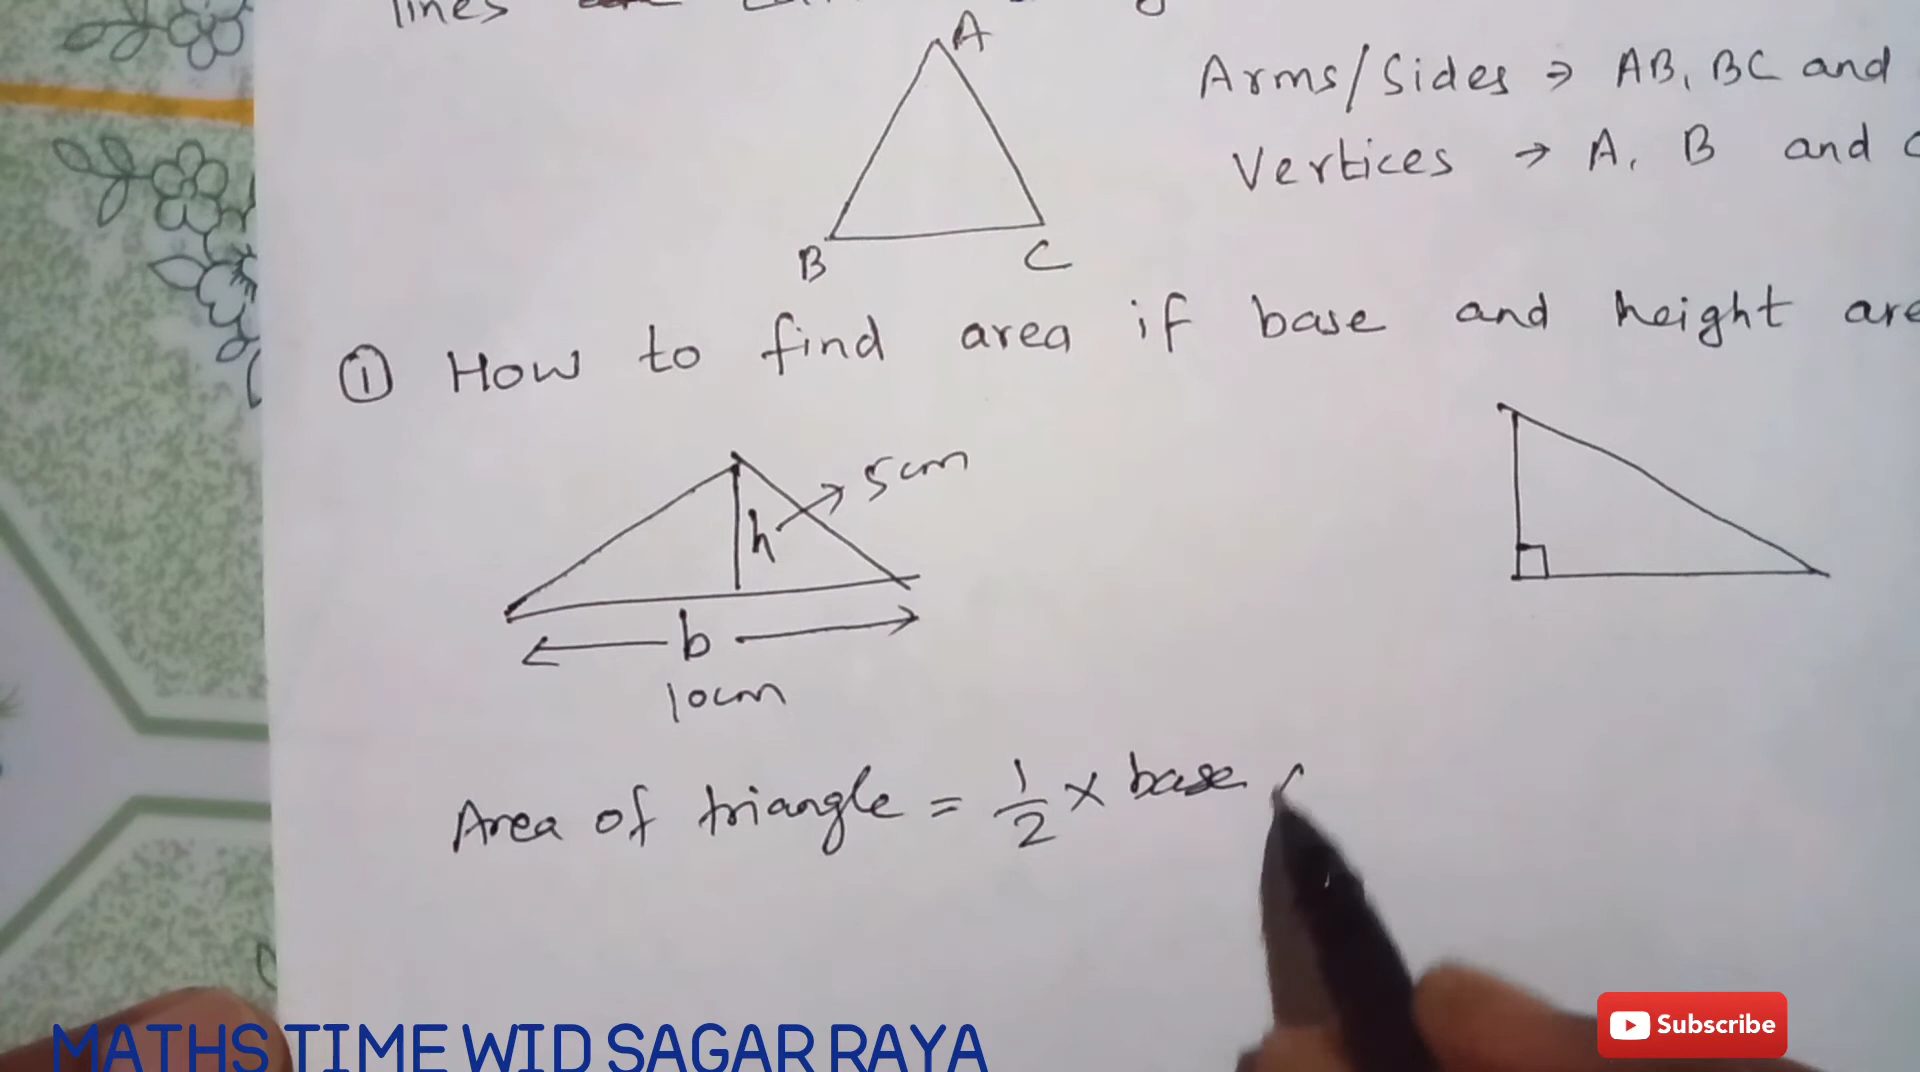 lines
A
Arms/Sides → AB, BC and
Vertices → A, B and C
B C
① How to find area if base and height are
5cm
h
b
10cm
Area of triangle = 1/2 × base
MATHS TIME WID SAGAR RAYA
Subscribe